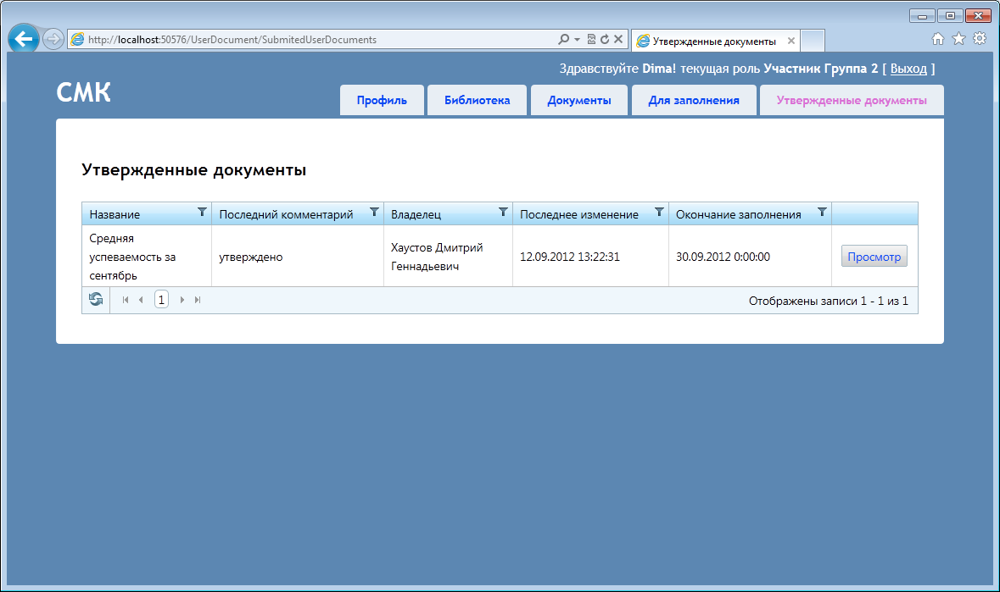 http://localhost:50576/UserDocument/SubmitedUserDocuments
Утвержденные документы
Здравствуйте Dima! текущая роль Участник Группа 2 [ Выход ]
СМК
Профиль
Библиотека
Документы
Для заполнения
Утвержденные документы
Утвержденные документы
Название
Последний комментарий
Владелец
Последнее изменение
Окончание заполнения
Средняя
успеваемость за
сентябрь
утверждено
Хаустов Дмитрий
Геннадьевич
12.09.2012 13:22:31
30.09.2012 0:00:00
Просмотр
1
Отображены записи 1 - 1 из 1